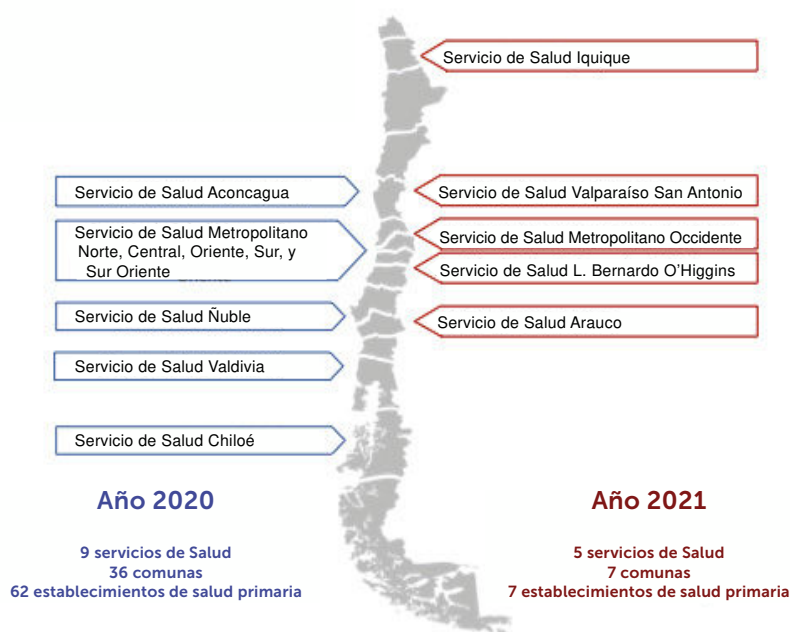 Servicio de Salud Iquique
Servicio de Salud Aconcagua
Servicio de Salud Valparaíso San Antonio
Servicio de Salud Metropolitano
Norte, Central, Oriente, Sur, y
Sur Oriente
Servicio de Salud Metropolitano Occidente
Servicio de Salud L. Bernardo O'Higgins
Servicio de Salud Ñuble
Servicio de Salud Arauco
Servicio de Salud Valdivia
Servicio de Salud Chiloé
Año 2020
9 servicios de Salud
36 comunas
62 establecimientos de salud primaria
Año 2021
5 servicios de Salud
7 comunas
7 establecimientos de salud primaria